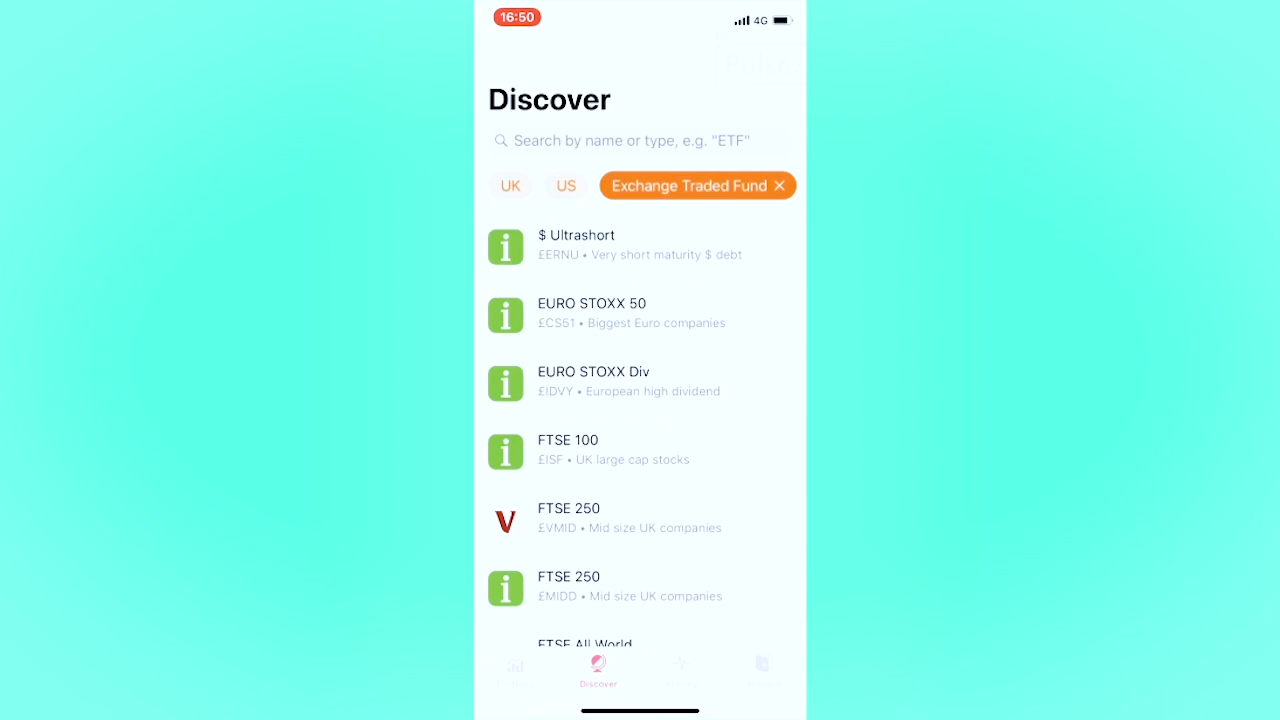 16:50
4G
Discover
Search by name or type, e.g. "ETF"
UK
US
Exchange Traded Fund ✕
$ Ultrashort
£ERNU • Very short maturity $ debt
EURO STOXX 50
£CS51 • Biggest Euro companies
EURO STOXX Div
£IDVY • European high dividend
FTSE 100
£ISF • UK large cap stocks
FTSE 250
£VMID • Mid size UK companies
FTSE 250
£MIDD • Mid size UK companies
FTSE All World
Discover